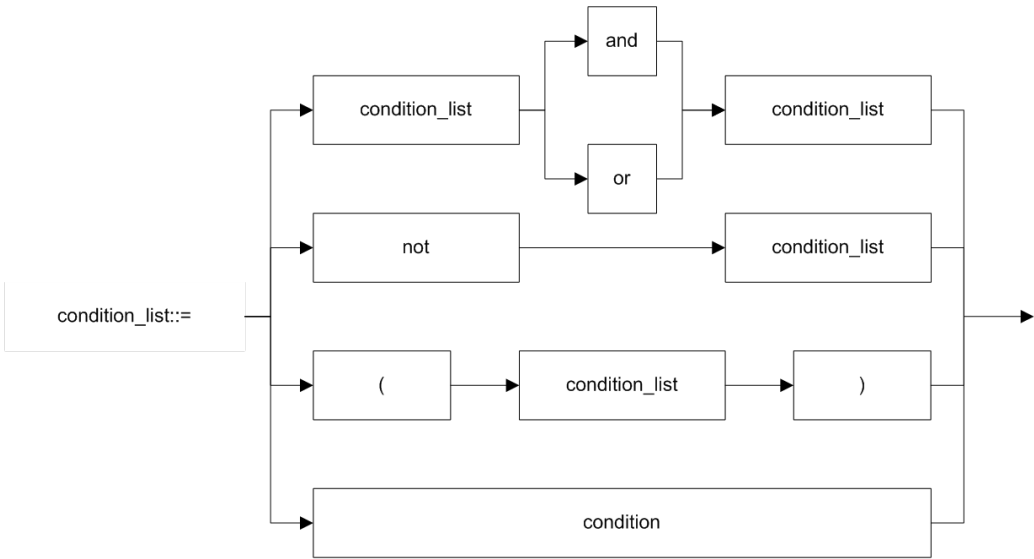 and
condition_list condition_list
or
not condition_list
condition_list::=
( condition_list )
condition